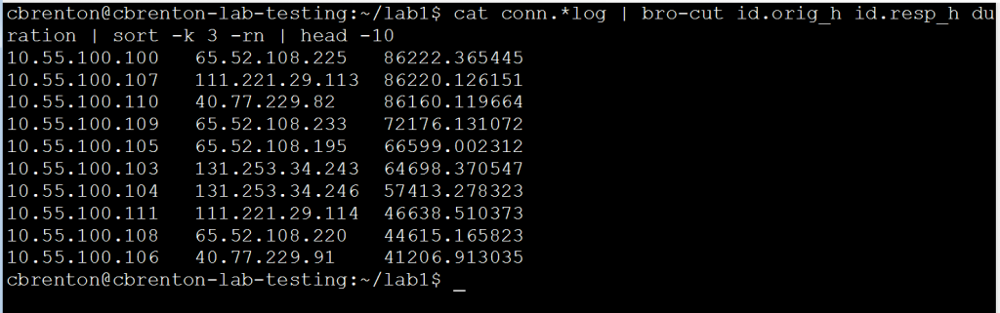 cbrenton@cbrenton-lab-testing:~/lab1$ cat conn.*log | bro-cut id.orig_h id.resp_h du
ration | sort -k 3 -rn | head -10
10.55.100.100   65.52.108.225   86222.365445
10.55.100.107   111.221.29.113  86220.126151
10.55.100.110   40.77.229.82    86160.119664
10.55.100.109   65.52.108.233   72176.131072
10.55.100.105   65.52.108.195   66599.002312
10.55.100.103   131.253.34.243  64698.370547
10.55.100.104   131.253.34.246  57413.278323
10.55.100.111   111.221.29.114  46638.510373
10.55.100.108   65.52.108.220   44615.165823
10.55.100.106   40.77.229.91    41206.913035
cbrenton@cbrenton-lab-testing:~/lab1$ _